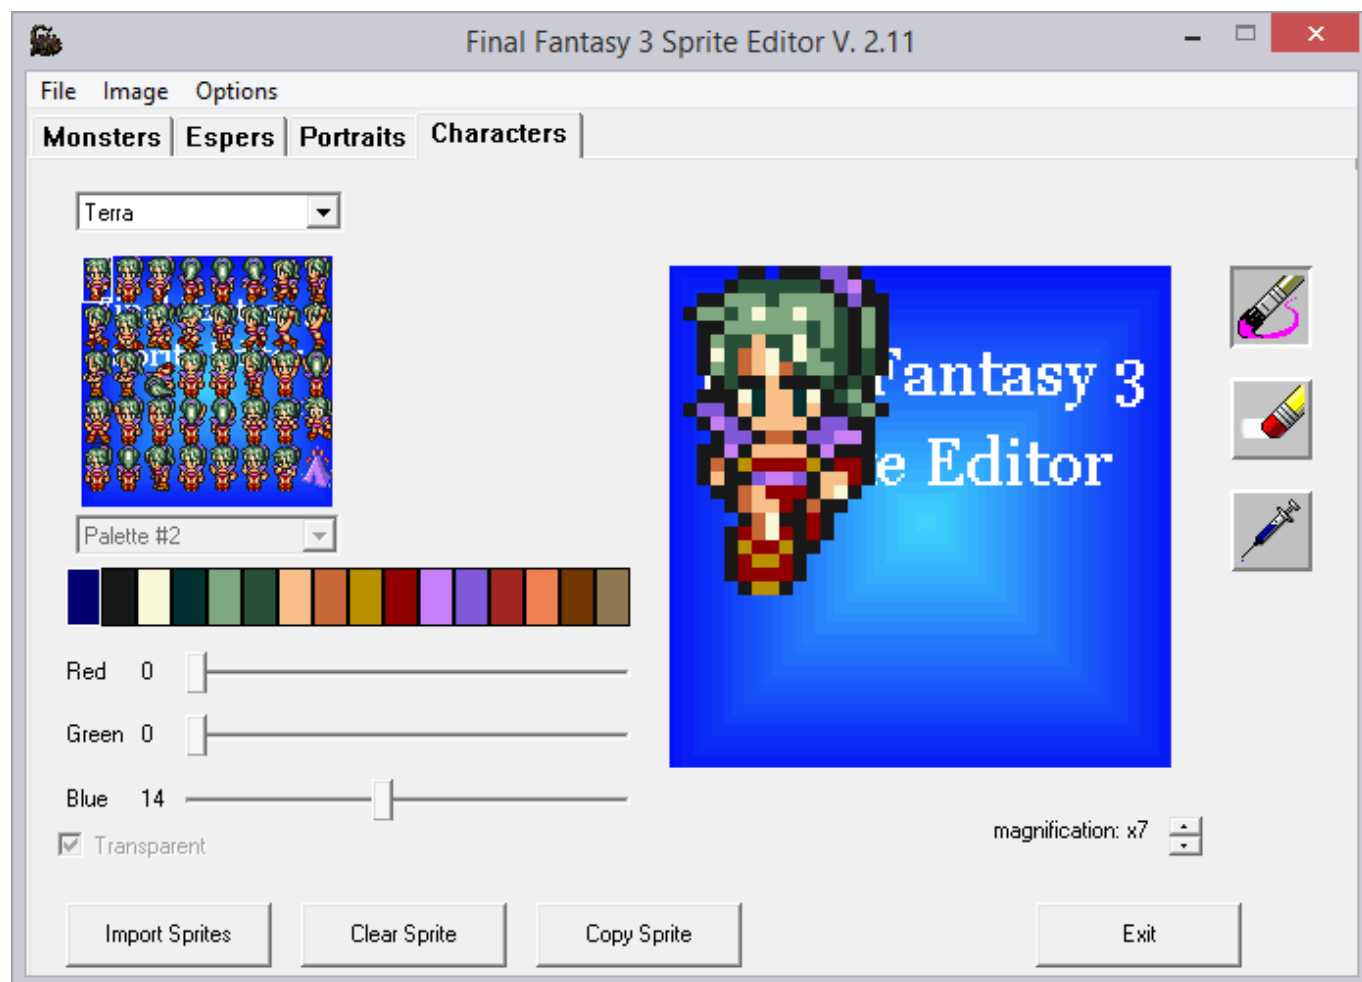 Final Fantasy 3 Sprite Editor V. 2.11
File Image Options
Monsters Espers Portraits Characters
Terra
Fantasy 3
e Editor
Palette #2
Red 0
Green 0
Blue 14
Transparent
magnification: x7
Import Sprites Clear Sprite Copy Sprite Exit